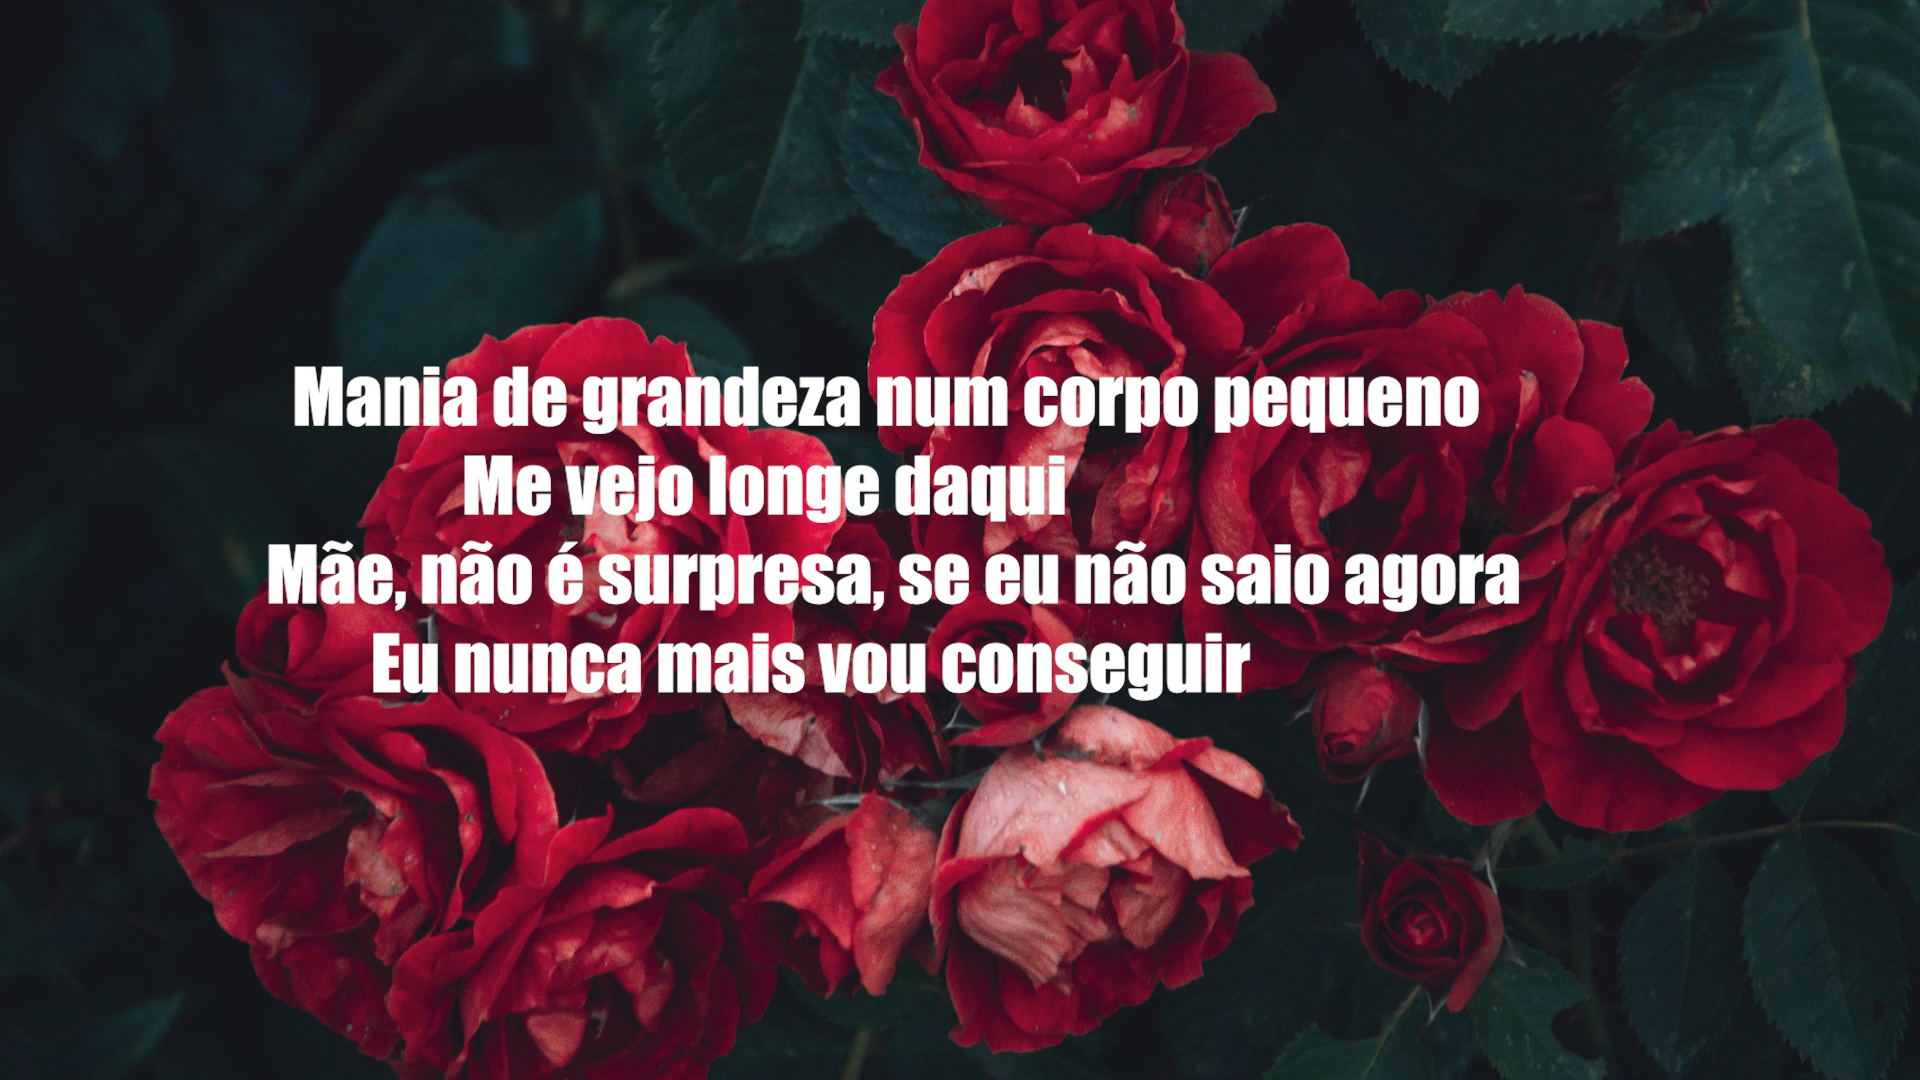 Mania de grandeza num corpo pequeno
Me vejo longe daqui
Mãe, não é surpresa, se eu não saio agora
Eu nunca mais vou conseguir